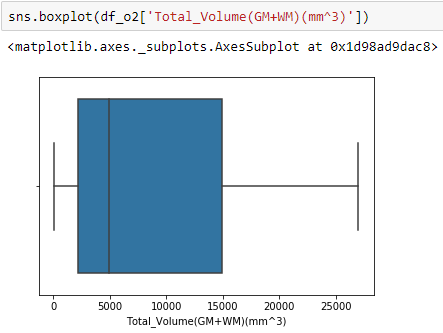 sns.boxplot(df_o2['Total_Volume(GM+WM)(mm^3)'])
<matplotlib.axes._subplots.AxesSubplot at 0x1d98ad9dac8>
0 5000 10000 15000 20000 25000
Total_Volume(GM+WM)(mm^3)